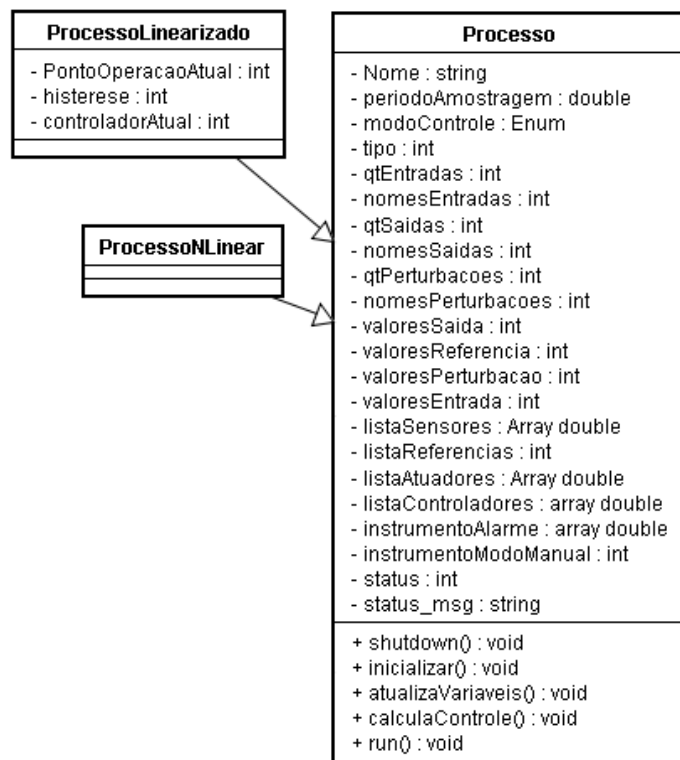 ProcessoLinearizado
- PontoOperacaoAtual : int
- histerese : int
- controladorAtual : int
ProcessoNLinear
Processo
- Nome : string
- periodoAmostragem : double
- modoControle : Enum
- tipo : int
- qtEntradas : int
- nomesEntradas : int
- qtSaidas : int
- nomesSaidas : int
- qtPerturbacoes : int
- nomesPerturbacoes : int
- valoresSaida : int
- valoresReferencia : int
- valoresPerturbacao : int
- valoresEntrada : int
- listaSensores : Array double
- listaReferencias : int
- listaAtuadores : Array double
- listaControladores : array double
- instrumentoAlarme : array double
- instrumentoModoManual : int
- status : int
- status_msg : string
+ shutdown() : void
+ inicializar() : void
+ atualizaVariaveis() : void
+ calculaControle() : void
+ run() : void